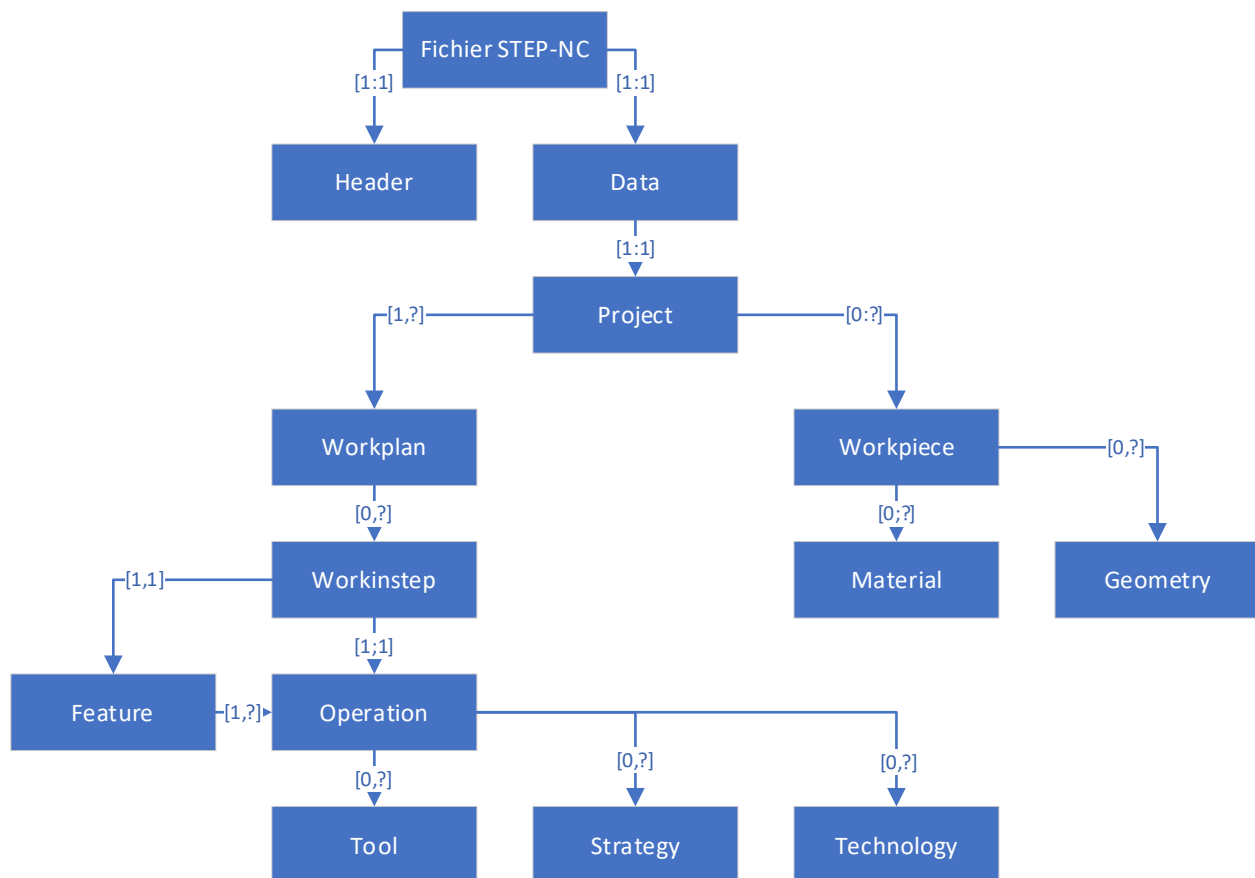 Fichier STEP-NC
[1:1]
[1:1]
Header
Data
[1:1]
Project
[1,?]
[0:?]
Workplan
Workpiece
[0,?]
[0,?]
[0;?]
Workinstep
Material
Geometry
[1,1]
[1;1]
Feature
[1,?]
Operation
[0,?]
[0,?]
[0,?]
Tool
Strategy
Technology